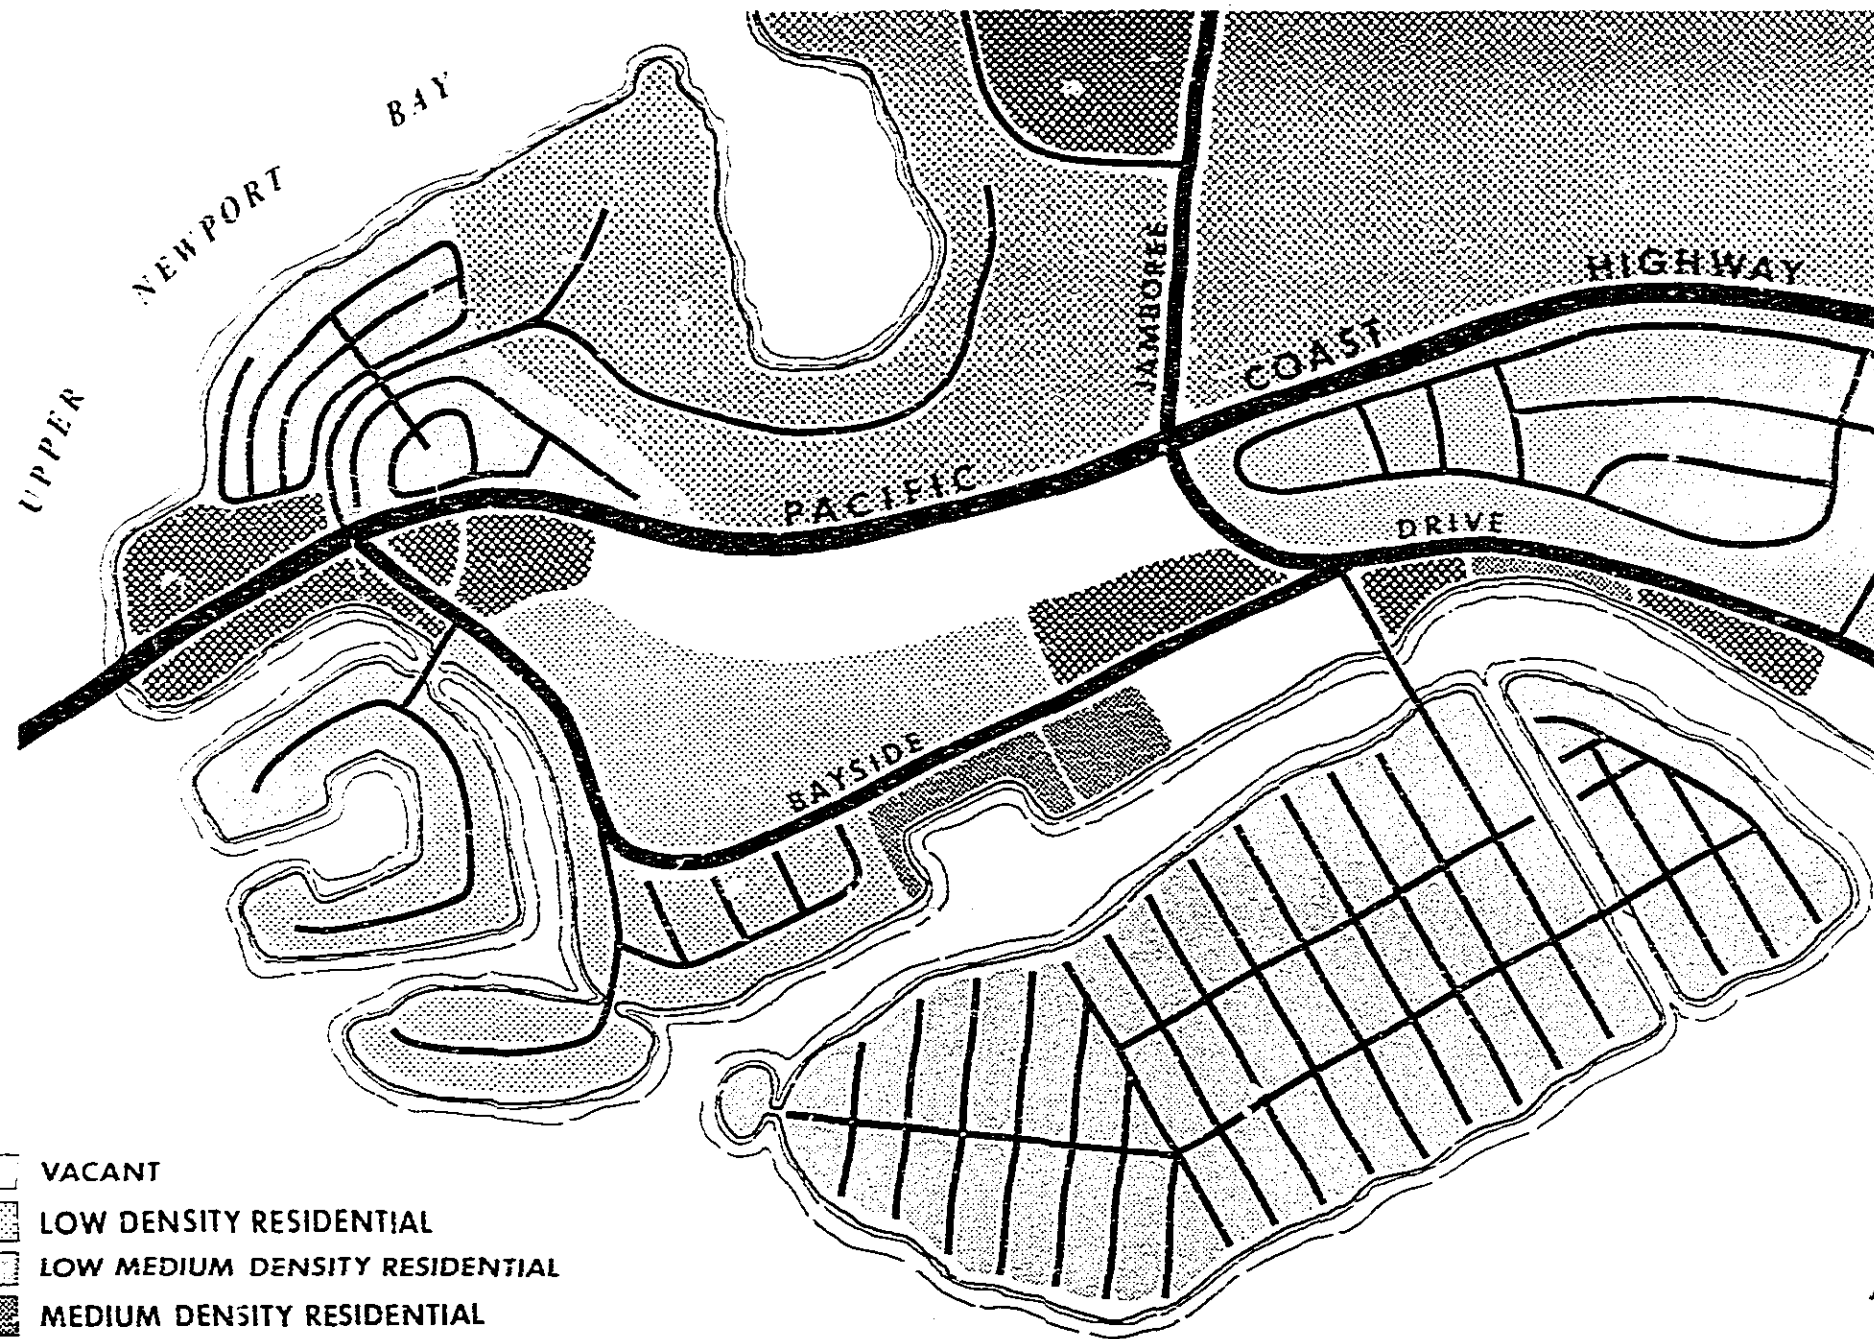 UPPER NEWPORT BAY
JAMBOREE
PACIFIC COAST HIGHWAY
BAYSIDE DRIVE
VACANT
LOW DENSITY RESIDENTIAL
LOW MEDIUM DENSITY RESIDENTIAL
MEDIUM DENSITY RESIDENTIAL